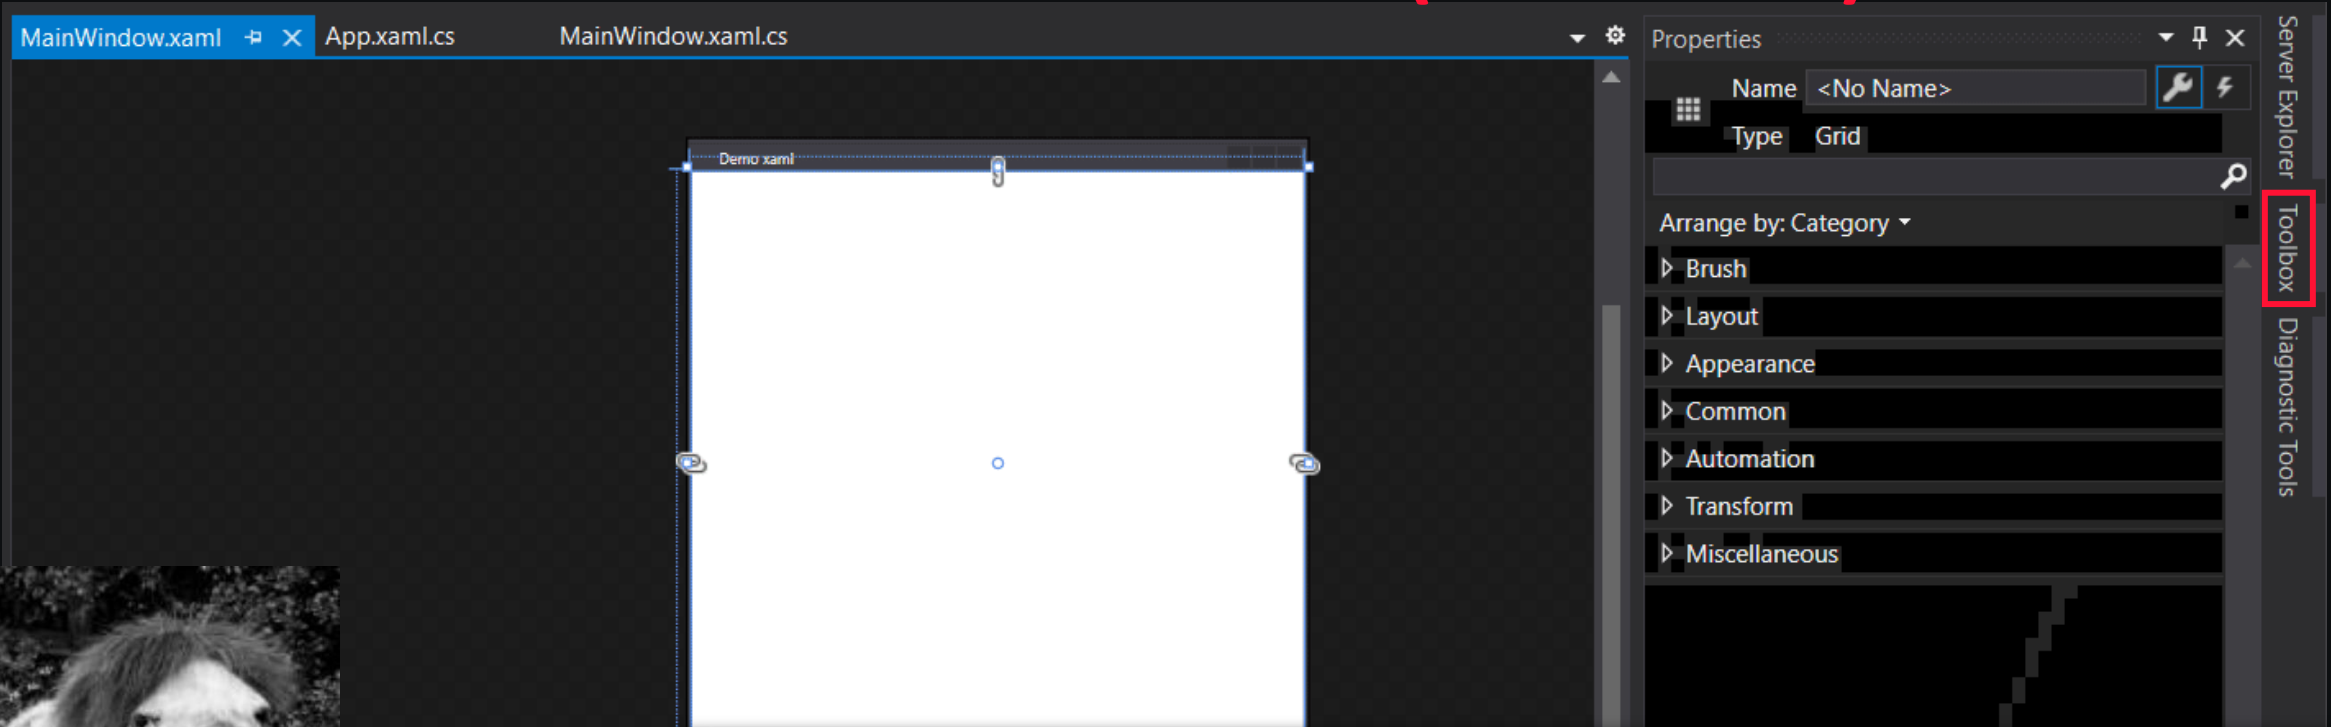 MainWindow.xaml
App.xaml.cs
MainWindow.xaml.cs
Demo xaml
Properties
Name <No Name>
Type Grid
Arrange by: Category
Brush
Layout
Appearance
Common
Automation
Transform
Miscellaneous
Server Explorer
Toolbox
Diagnostic Tools